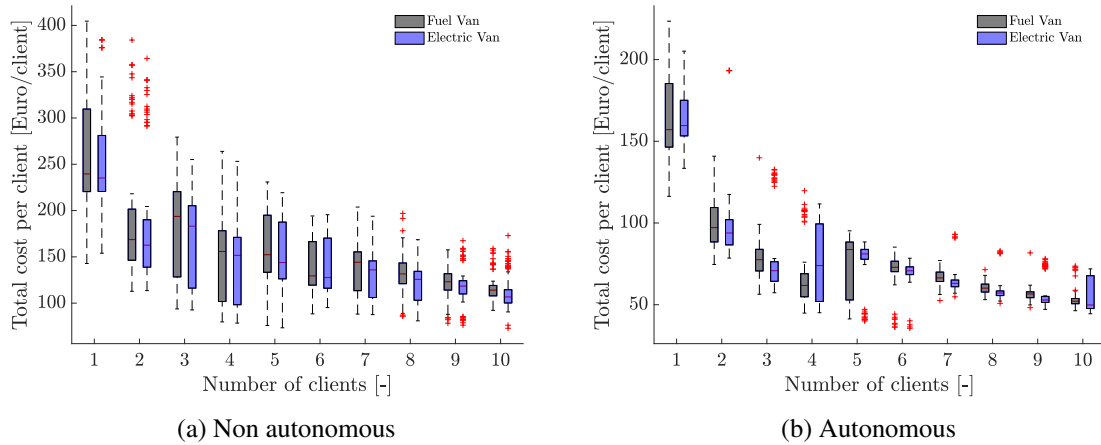 Total cost per client [Euro/client]
400
350
300
250
200
150
100
Fuel Van
Electric Van
1 2 3 4 5 6 7 8 9 10
Number of clients [-]
(a) Non autonomous
Total cost per client [Euro/client]
200
150
100
50
Fuel Van
Electric Van
1 2 3 4 5 6 7 8 9 10
Number of clients [-]
(b) Autonomous